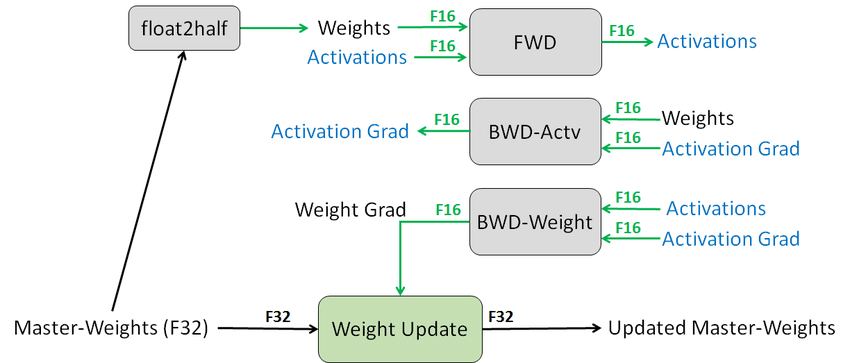 float2half
Weights
F16
Activations
F16
FWD
F16
Activations
Activation Grad
F16
BWD-Actv
F16
Weights
F16
Activation Grad
Weight Grad
F16
BWD-Weight
F16
Activations
F16
Activation Grad
Master-Weights (F32)
F32
Weight Update
F32
Updated Master-Weights